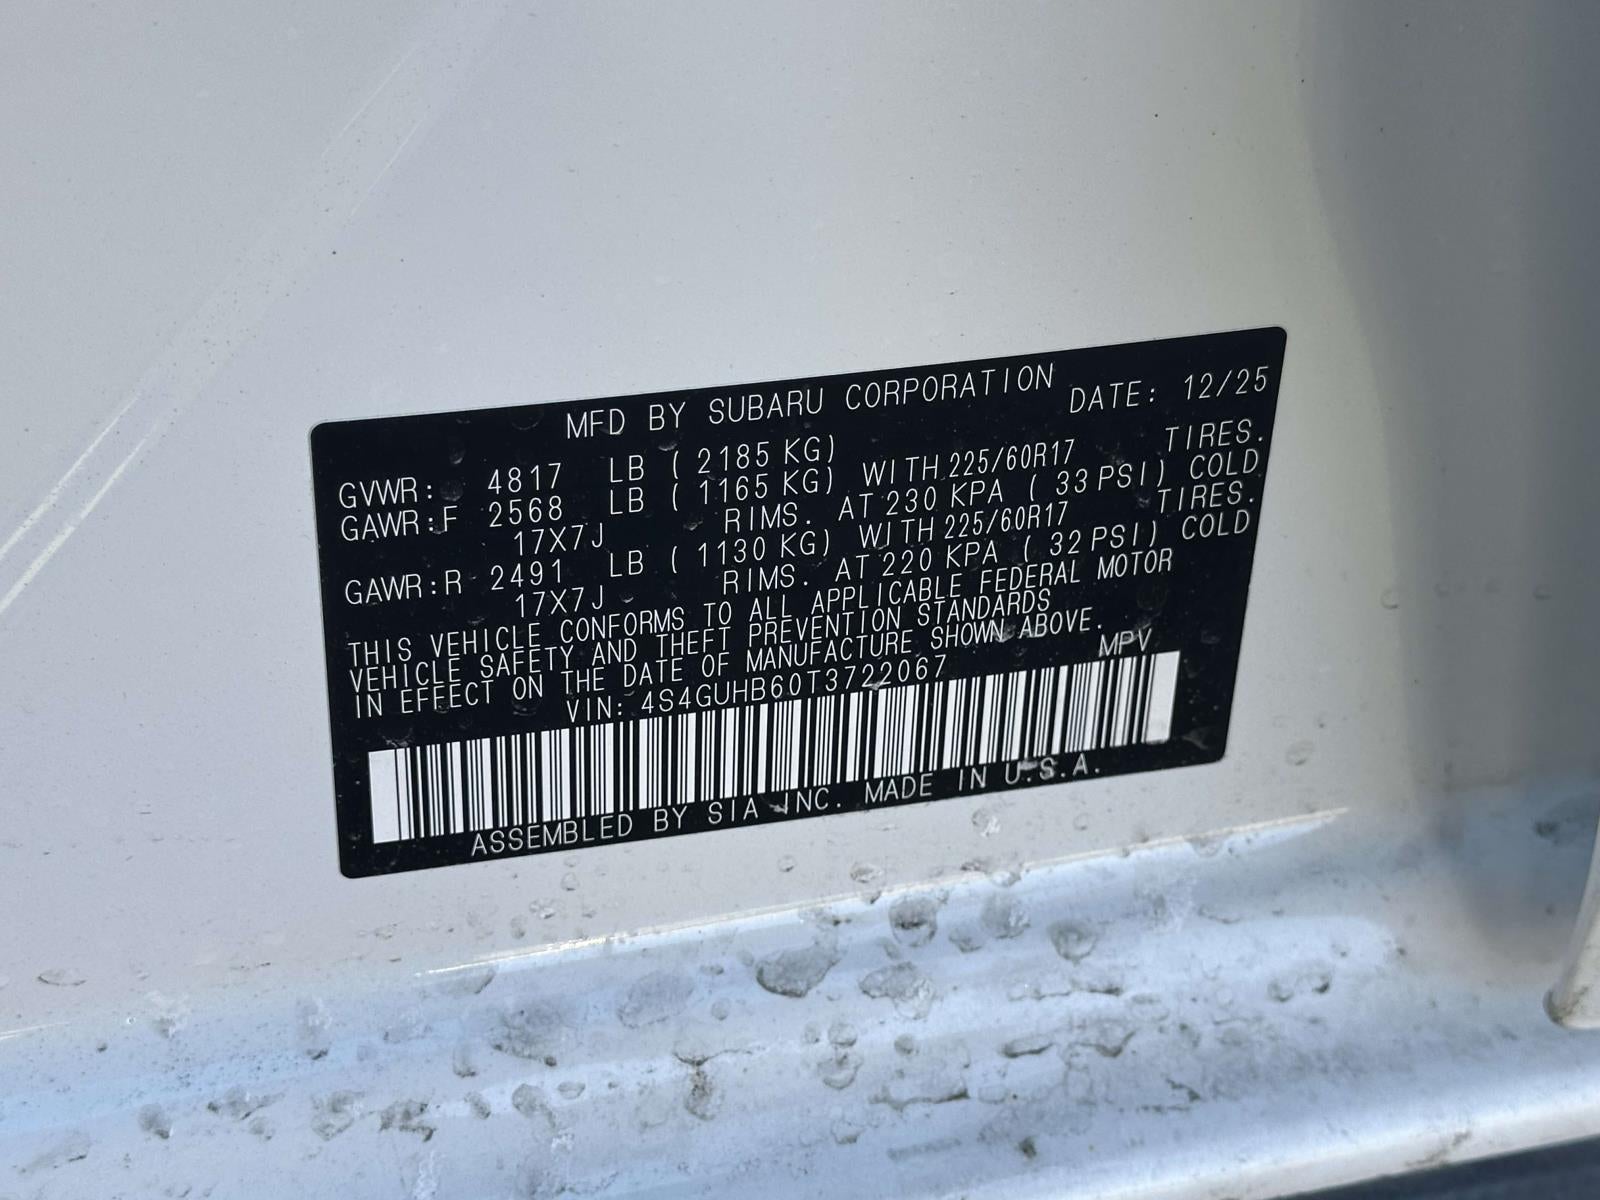 MFD BY SUBARU CORPORATION DATE: 12/25
GVWR: 4817 LB ( 2185 KG)
GAWR:F 2568 LB ( 1165 KG) WITH 225/60R17 TIRES.
17X7J RIMS. AT 230 KPA ( 33 PSI) COLD
GAWR:R 2491 LB ( 1130 KG) WITH 225/60R17 TIRES.
17X7J RIMS. AT 220 KPA ( 32 PSI) COLD
THIS VEHICLE CONFORMS TO ALL APPLICABLE FEDERAL MOTOR
VEHICLE SAFETY AND THEFT PREVENTION STANDARDS
IN EFFECT ON THE DATE OF MANUFACTURE SHOWN ABOVE.
VIN: 4S4GUHB60T3722067 MPV
ASSEMBLED BY SIA INC. MADE IN U.S.A.